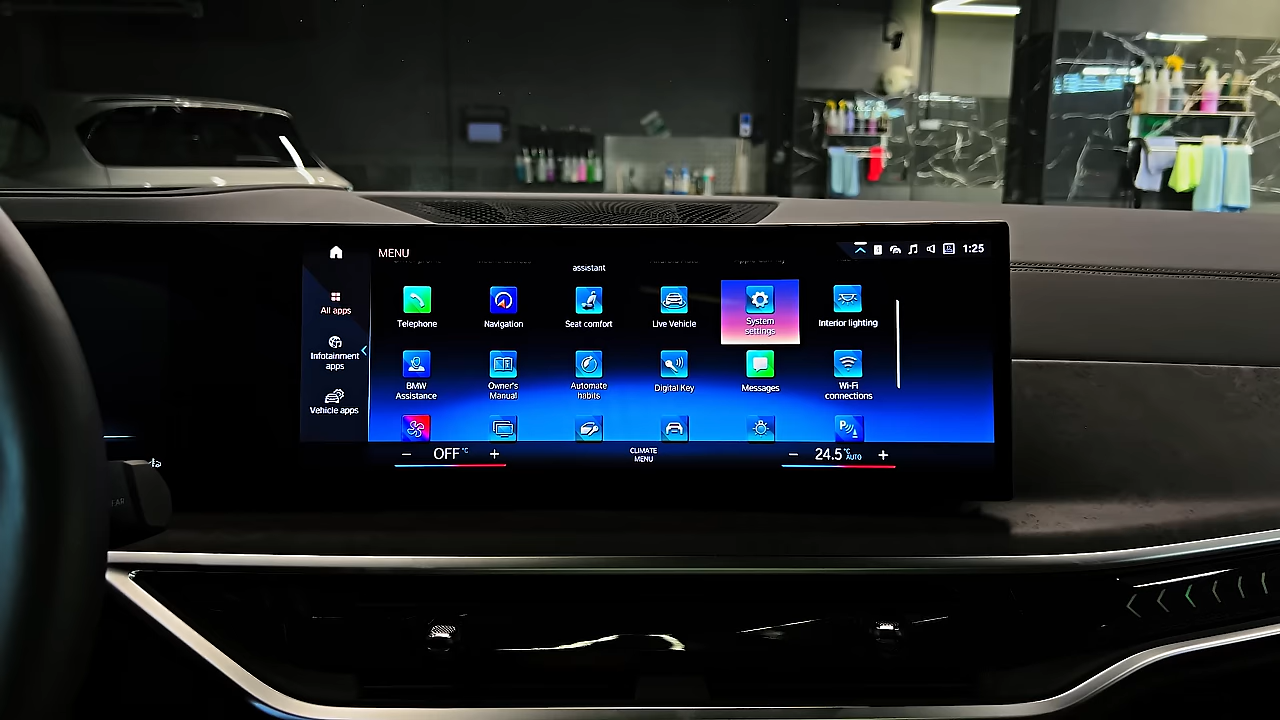 MENU
1:25
assistant
All apps
Telephone
Navigation
Seat comfort
Live Vehicle
System
settings
Interior lighting
Infotainment
apps
BMW
Assistance
Owner's
Manual
Automate
habits
Digital Key
Messages
Wi-Fi
connections
Vehicle apps
− OFF °C +
CLIMATE
MENU
− 24.5 °C AUTO +